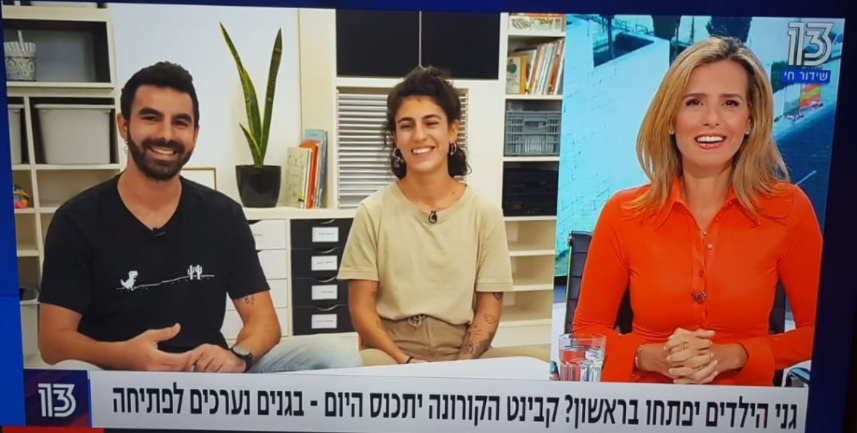 13
שידור חי
13
גני הילדים יפתחו בראשון? קבינט הקורונה יתכנס היום - בגנים נערכים לפתיחה